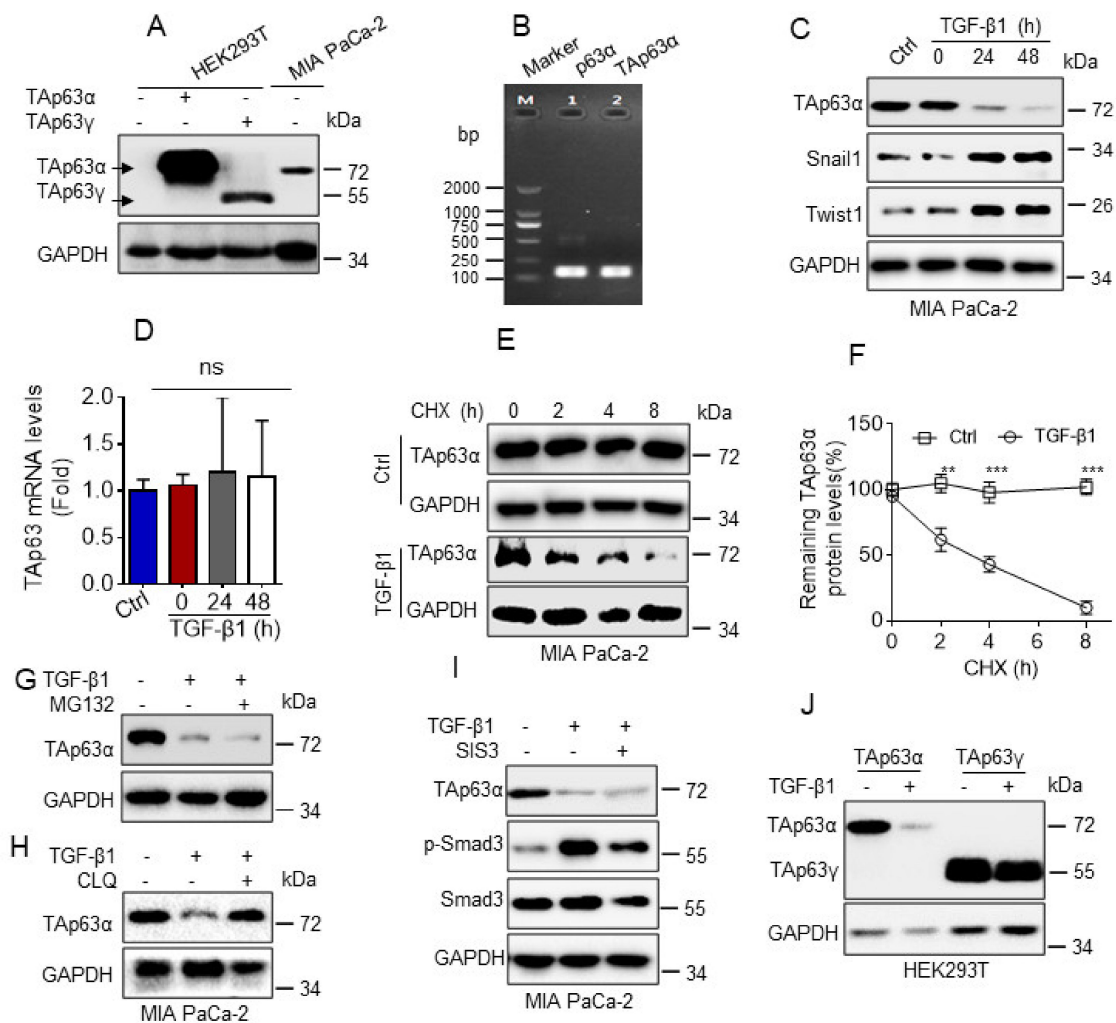 A
HEK293T
MIA PaCa-2
TAp63α - + - -
TAp63γ - - + - kDa
TAp63α
TAp63γ
72
55
GAPDH
34
B
Marker
p63α
TAp63α
M 1 2
bp
2000
1000
750
500
250
100
C
TGF-β1 (h)
Ctrl 0 24 48 kDa
TAp63α
72
Snail1
34
Twist1
26
GAPDH
34
MIA PaCa-2
D
ns
TAp63 mRNA levels
(Fold)
2.0
1.5
1.0
0.5
0.0
Ctrl 0 24 48
TGF-β1 (h)
E
CHX (h) 0 2 4 8 kDa
Ctrl
TAp63α
72
GAPDH
34
TGF-β1
TAp63α
72
GAPDH
34
MIA PaCa-2
F
Remaining TAp63α
protein levels(%)
150
100
50
0
Ctrl TGF-β1
** *** ***
0 2 4 6 8
CHX (h)
G
TGF-β1 - + +
MG132 - - + kDa
TAp63α
72
GAPDH
34
H
TGF-β1 - + +
CLQ - - + kDa
TAp63α
72
GAPDH
34
MIA PaCa-2
I
TGF-β1 - + +
SIS3 - - + kDa
TAp63α
72
p-Smad3
55
Smad3
55
GAPDH
34
MIA PaCa-2
J
TAp63α TAp63γ
TGF-β1 - + - + kDa
TAp63α
72
TAp63γ
55
GAPDH
34
HEK293T